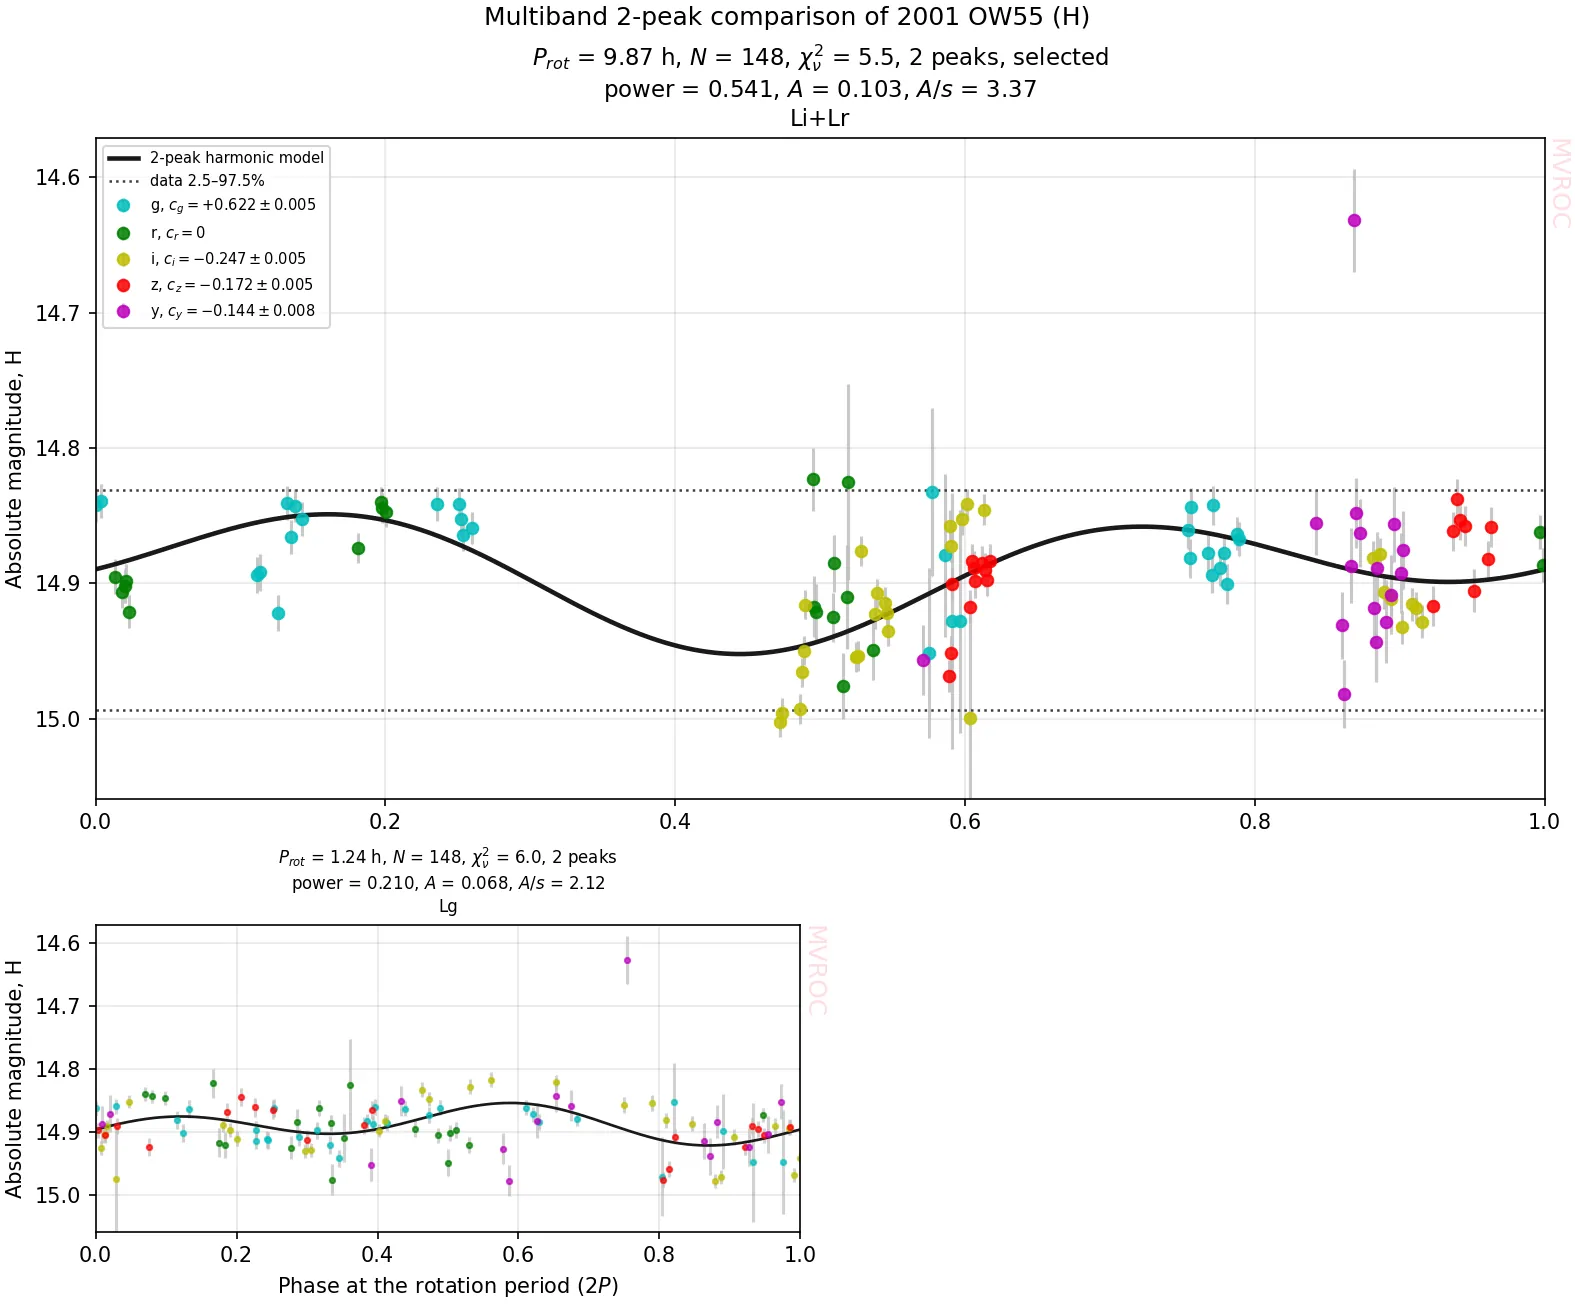 Multiband 2-peak comparison of 2001 OW55 (H)
P_rot = 9.87 h, N = 148, χ²_ν = 5.5, 2 peaks, selected
power = 0.541, A = 0.103, A/s = 3.37
Li+Lr
2-peak harmonic model
data 2.5–97.5%
g, c_g = +0.622 ± 0.005
r, c_r = 0
i, c_i = −0.247 ± 0.005
z, c_z = −0.172 ± 0.005
y, c_y = −0.144 ± 0.008
Absolute magnitude, H
14.6
14.7
14.8
14.9
15.0
0.0 0.2 0.4 0.6 0.8 1.0
MVROC
P_rot = 1.24 h, N = 148, χ²_ν = 6.0, 2 peaks
power = 0.210, A = 0.068, A/s = 2.12
Lg
Absolute magnitude, H
14.6
14.7
14.8
14.9
15.0
0.0 0.2 0.4 0.6 0.8 1.0
Phase at the rotation period (2P)
MVROC